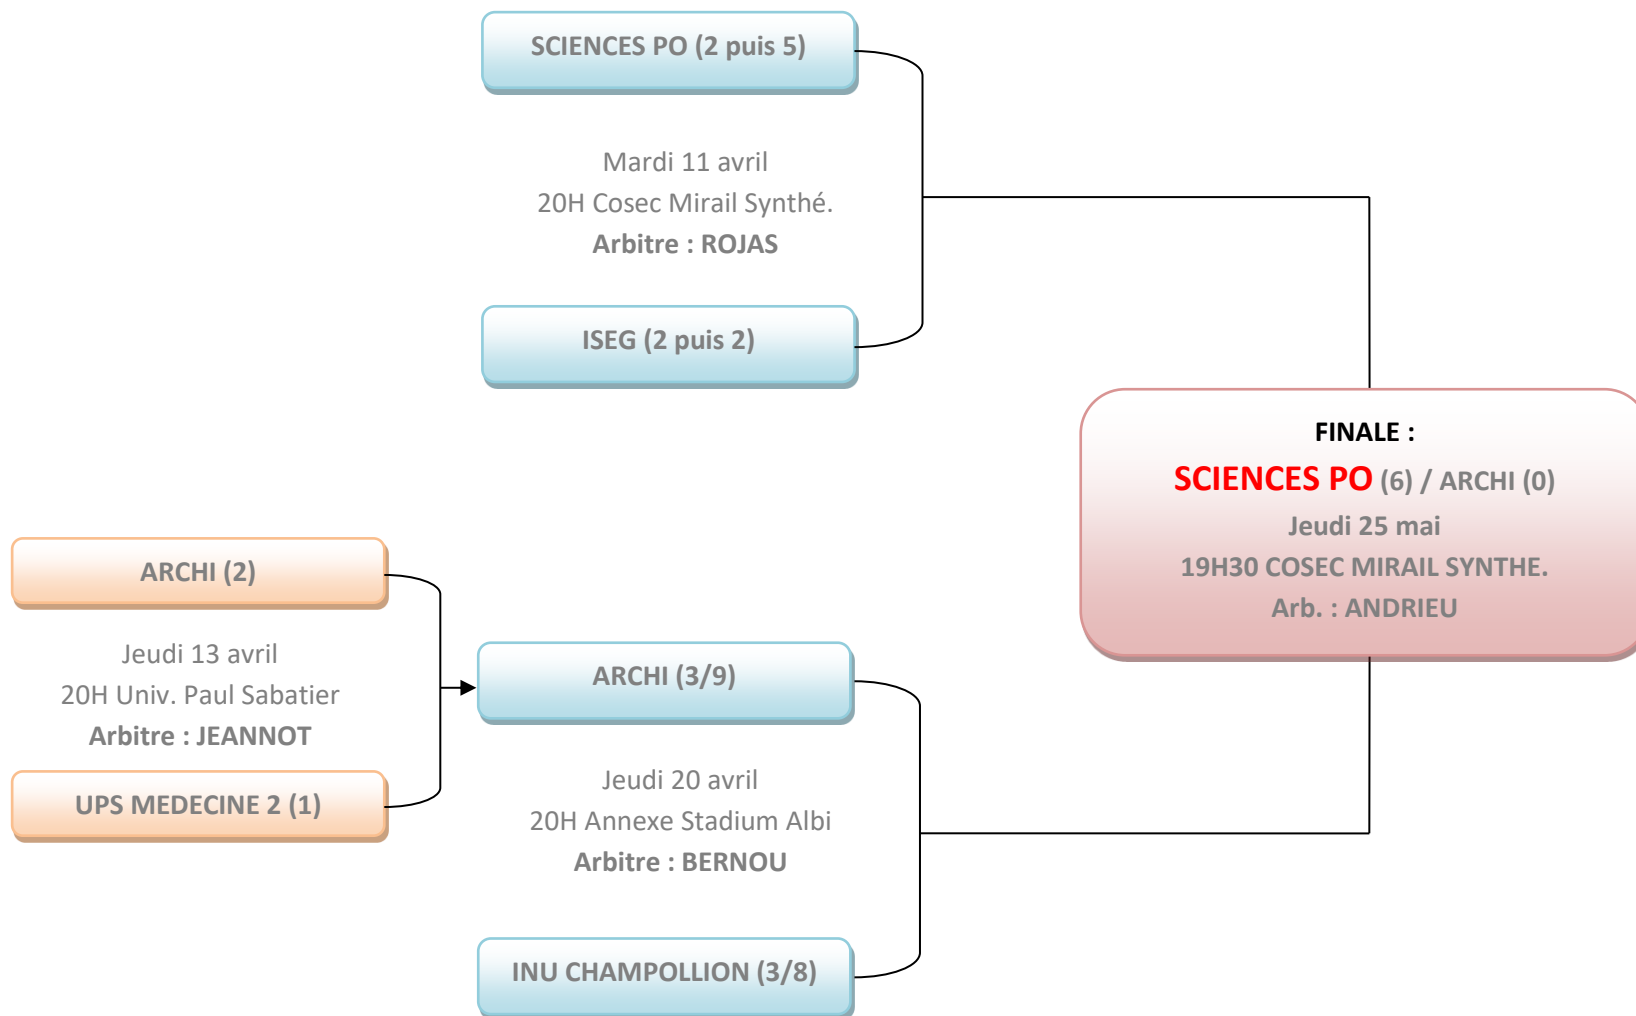 SCIENCES PO (2 puis 5)
Mardi 11 avril
20H Cosec Mirail Synthé.
Arbitre : ROJAS
ISEG (2 puis 2)
FINALE :
SCIENCES PO (6) / ARCHI (0)
Jeudi 25 mai
19H30 COSEC MIRAIL SYNTHE.
Arb. : ANDRIEU
ARCHI (2)
Jeudi 13 avril
20H Univ. Paul Sabatier
Arbitre : JEANNOT
UPS MEDECINE 2 (1)
ARCHI (3/9)
Jeudi 20 avril
20H Annexe Stadium Albi
Arbitre : BERNOU
INU CHAMPOLLION (3/8)